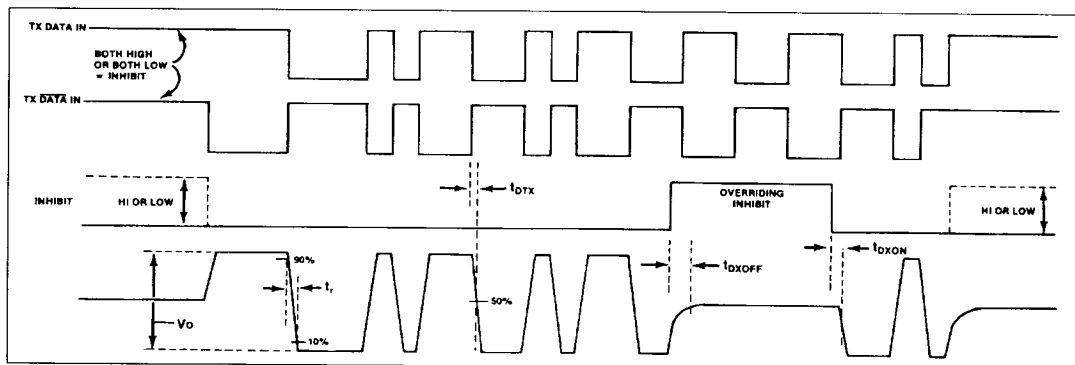 TX DATA IN
BOTH HIGH
OR BOTH LOW
= INHIBIT
TX DATA IN
tDTX
INHIBIT
HI OR LOW
OVERRIDING
INHIBIT
HI OR LOW
90%
tr
tDXOFF
tDXON
50%
Vo
10%